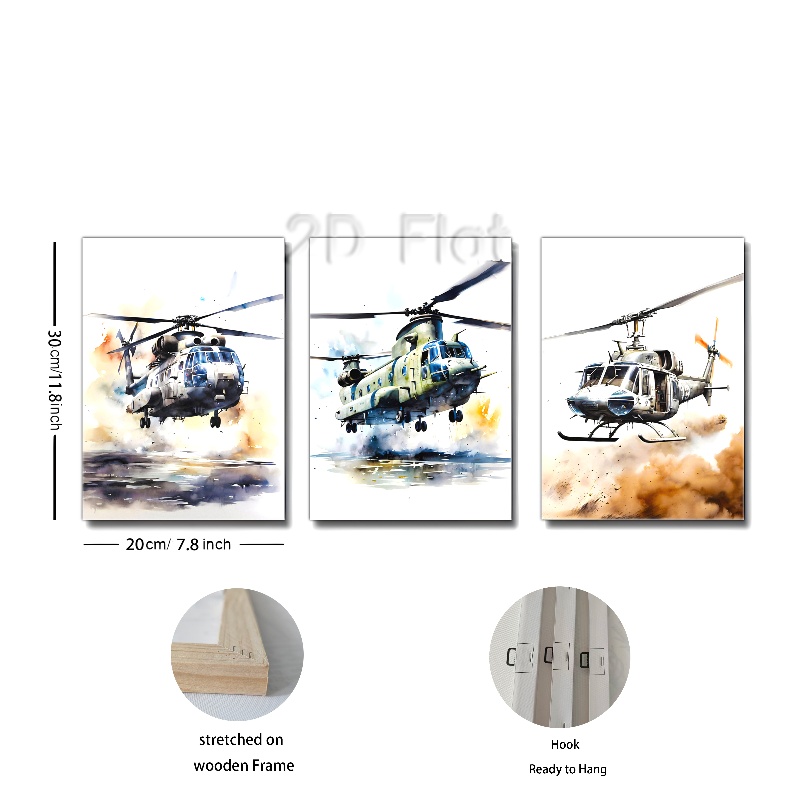 2D Flat
30cm/11.8inch
20cm/ 7.8 inch
stretched on
wooden Frame
Hook
Ready to Hang